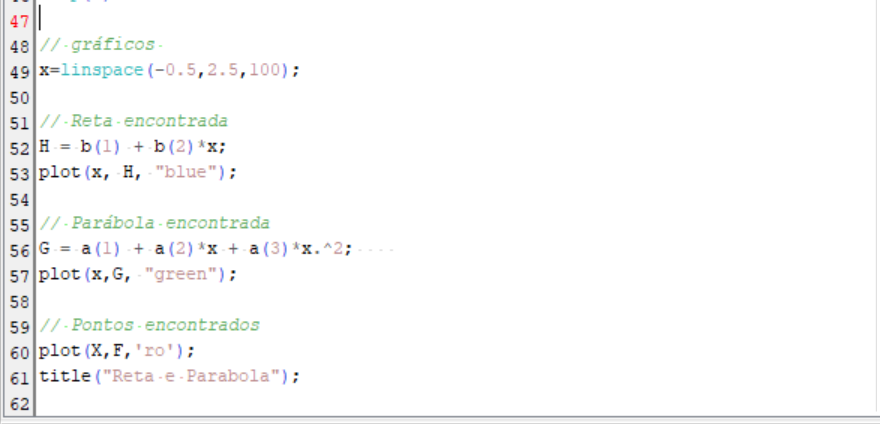 47
48 // gráficos
49 x=linspace(-0.5,2.5,100);
50
51 // Reta encontrada
52 H = b(1) + b(2)*x;
53 plot(x, H, "blue");
54
55 // Parábola encontrada
56 G = a(1) + a(2)*x + a(3)*x.^2;
57 plot(x,G, "green");
58
59 // Pontos encontrados
60 plot(X,F,'ro');
61 title("Reta e Parabola");
62